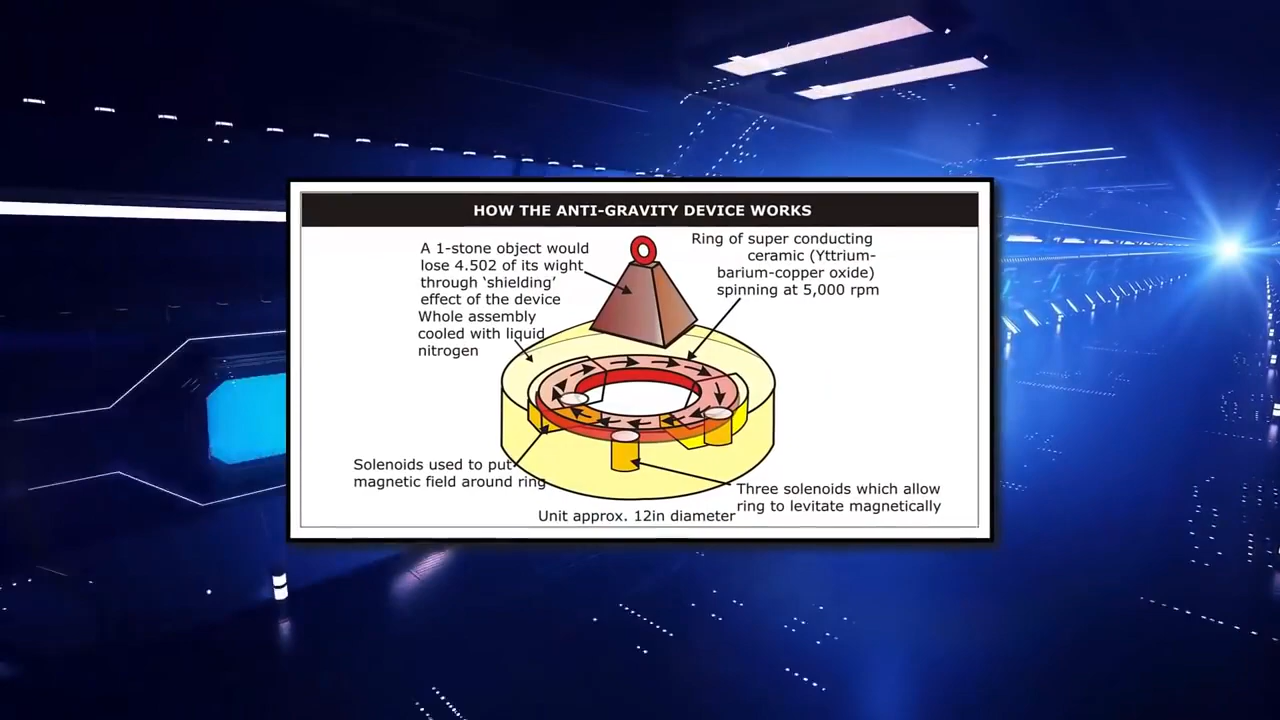 HOW THE ANTI-GRAVITY DEVICE WORKS
A 1-stone object would
lose 4.502 of its wight
through ‘shielding’
effect of the device
Whole assembly
cooled with liquid
nitrogen
Ring of super conducting
ceramic (Yttrium-
barium-copper oxide)
spinning at 5,000 rpm
Solenoids used to put
magnetic field around ring
Three solenoids which allow
ring to levitate magnetically
Unit approx. 12in diameter